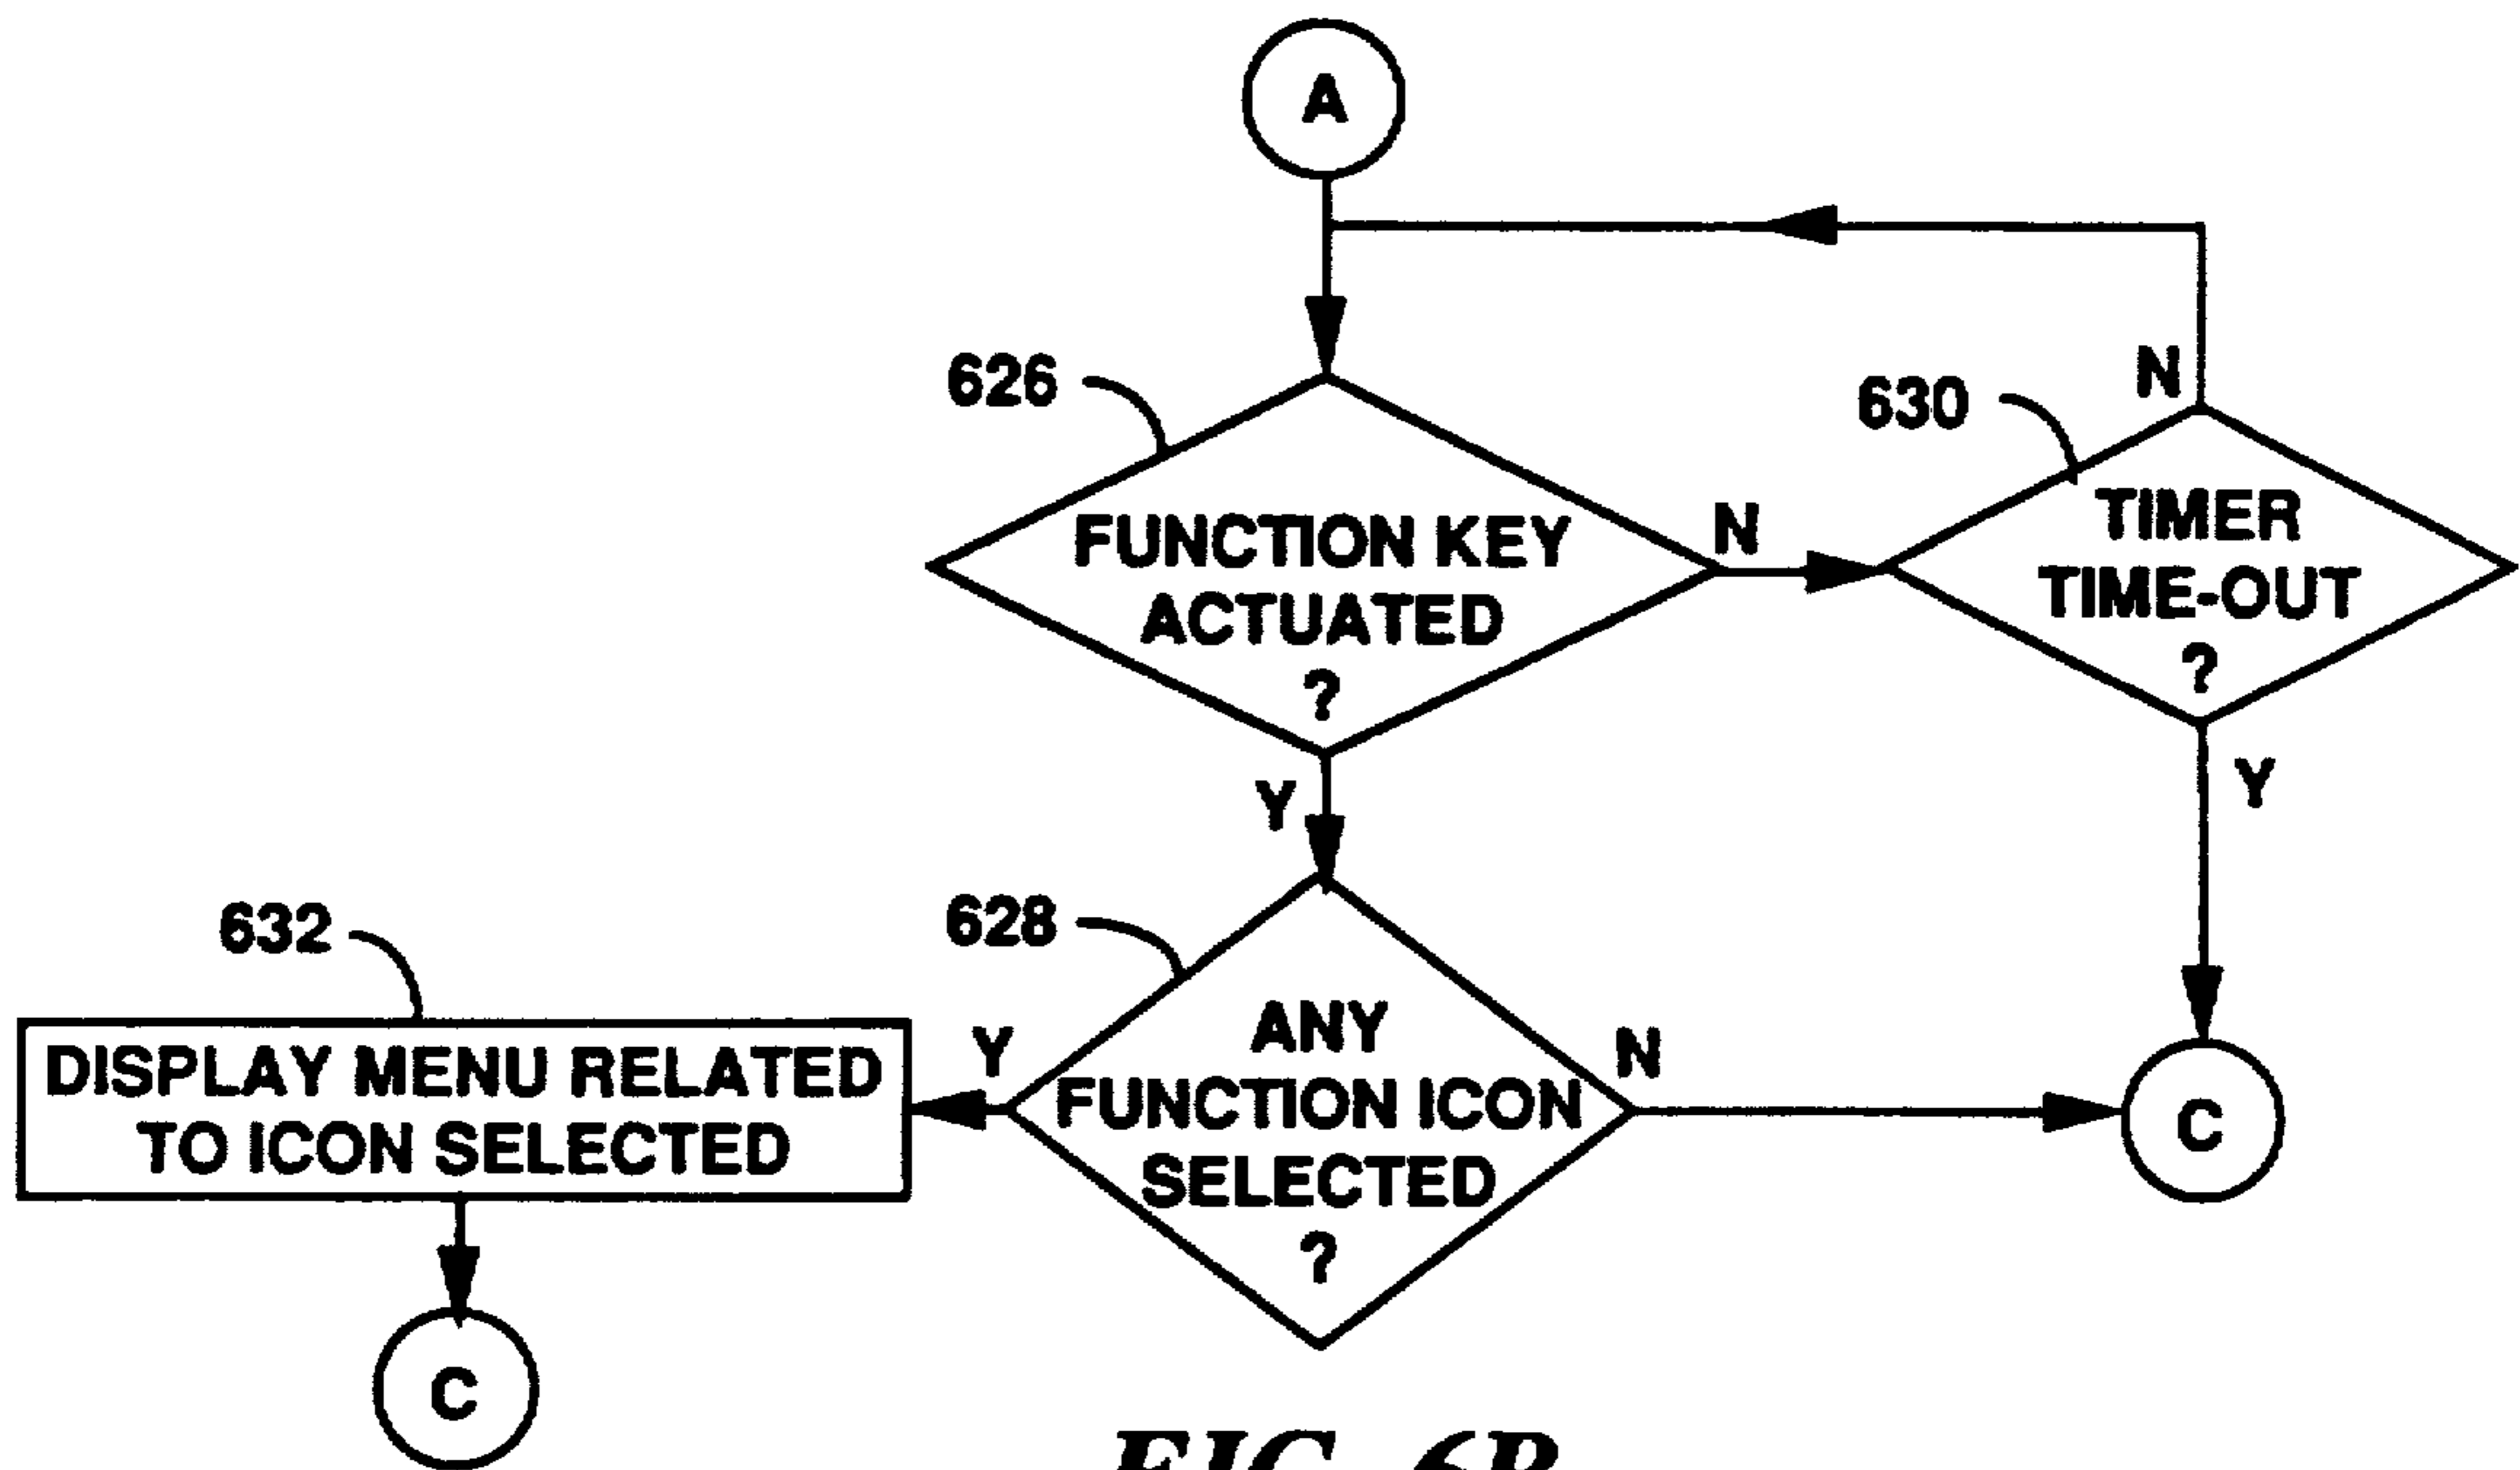 A
626
630
N
FUNCTION KEY
ACTUATED
?
N
TIMER
TIME-OUT
?
Y
Y
632
628
DISPLAY MENU RELATED
TO ICON SELECTED
Y
ANY
FUNCTION ICON
SELECTED
?
N
C
C
FIG.